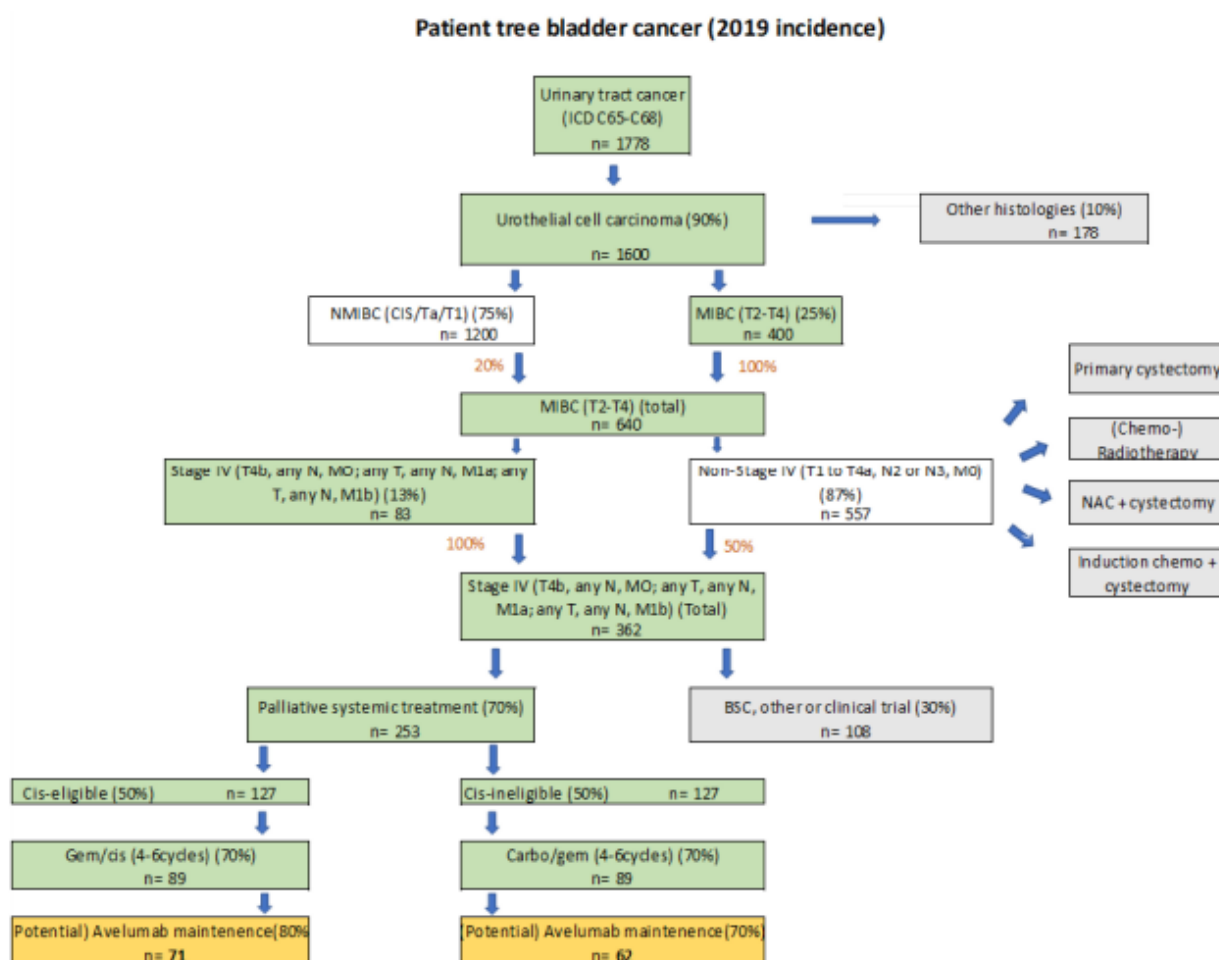 Patient tree bladder cancer (2019 incidence)
Urinary tract cancer
(ICD C65-C68)
n= 1778
Urothelial cell carcinoma (90%)
n= 1600
Other histologies (10%)
n= 178
NMIBC (CIS/Ta/T1) (75%)
n= 1200
MIBC (T2-T4) (25%)
n= 400
20%
100%
MIBC (T2-T4) (total)
n= 640
Primary cystectomy
(Chemo-)
Radiotherapy
NAC + cystectomy
Induction chemo +
cystectomy
Stage IV (T4b, any N, MO; any T, any N, M1a; any
T, any N, M1b) (13%)
n= 83
Non-Stage IV (T1 to T4a, N2 or N3, M0)
(87%)
n= 557
100%
50%
Stage IV (T4b, any N, MO; any T, any N,
M1a; any T, any N, M1b) (Total)
n= 362
Palliative systemic treatment (70%)
n= 253
BSC, other or clinical trial (30%)
n= 108
Cis-eligible (50%) n= 127
Cis-ineligible (50%) n= 127
Gem/cis (4-6cycles) (70%)
n= 89
Carbo/gem (4-6cycles) (70%)
n= 89
Potential) Avelumab maintenence(80%
n= 71
(Potential) Avelumab maintenence(70%)
n= 62